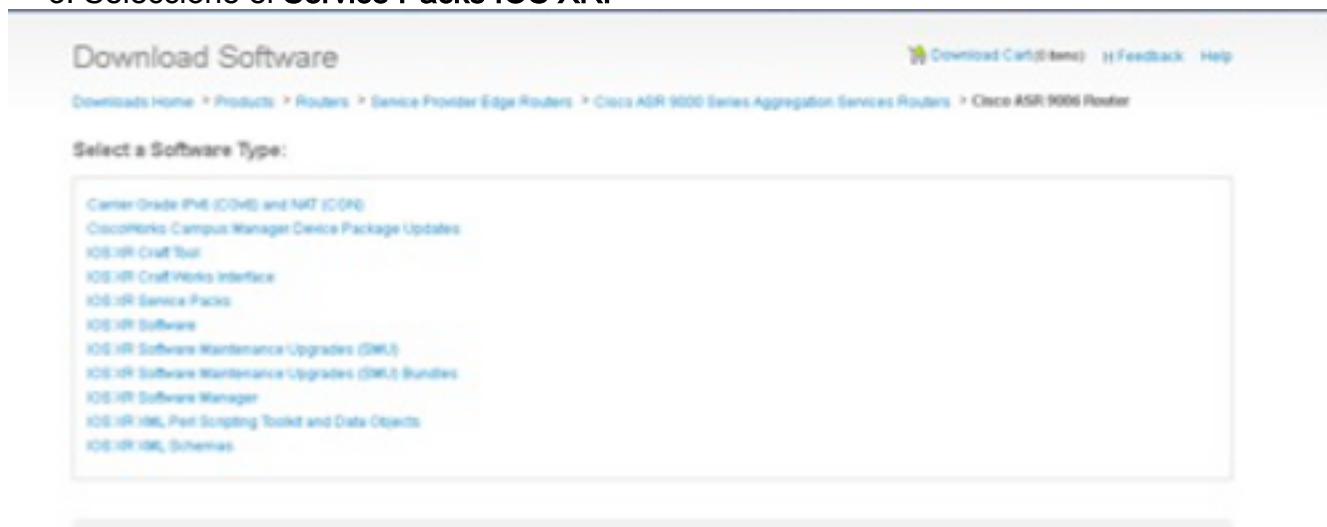 Seleccione el Service Packs IOS XR.
Download Software
Download Cart (0 items) Feedback Help
Downloads Home > Products > Routers > Service Provider Edge Routers > Cisco ASR 9000 Series Aggregation Services Routers > Cisco ASR 9006 Router
Select a Software Type:
Carrier Grade IPv6 (CGv6) and NAT (CGN)
CiscoWorks Campus Manager Device Package Updates
IOS XR Craft Tool
IOS XR Craft Works Interface
IOS XR Service Packs
IOS XR Software
IOS XR Software Maintenance Upgrades (SMU)
IOS XR Software Maintenance Upgrades (SMU) Bundles
IOS XR Software Manager
IOS XR XML Perl Scripting Toolkit and Data Objects
IOS XR XML Schemas